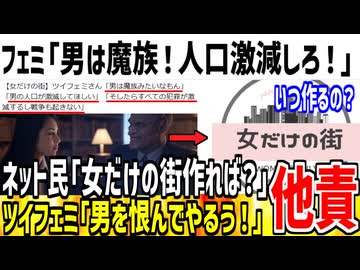 フェミ「男は魔族！人口激減しろ！」
【女だけの街】ツイフェミさん「男は魔族みたいなもん」
「男の人口が激減してほしい」「そしたらすべての犯罪が激
減するし戦争も起きない」
いつ作るの?
女だけの街
ネット民「女だけの街作れば?」
ツイフェミ「男を恨んでやるう！」
他責